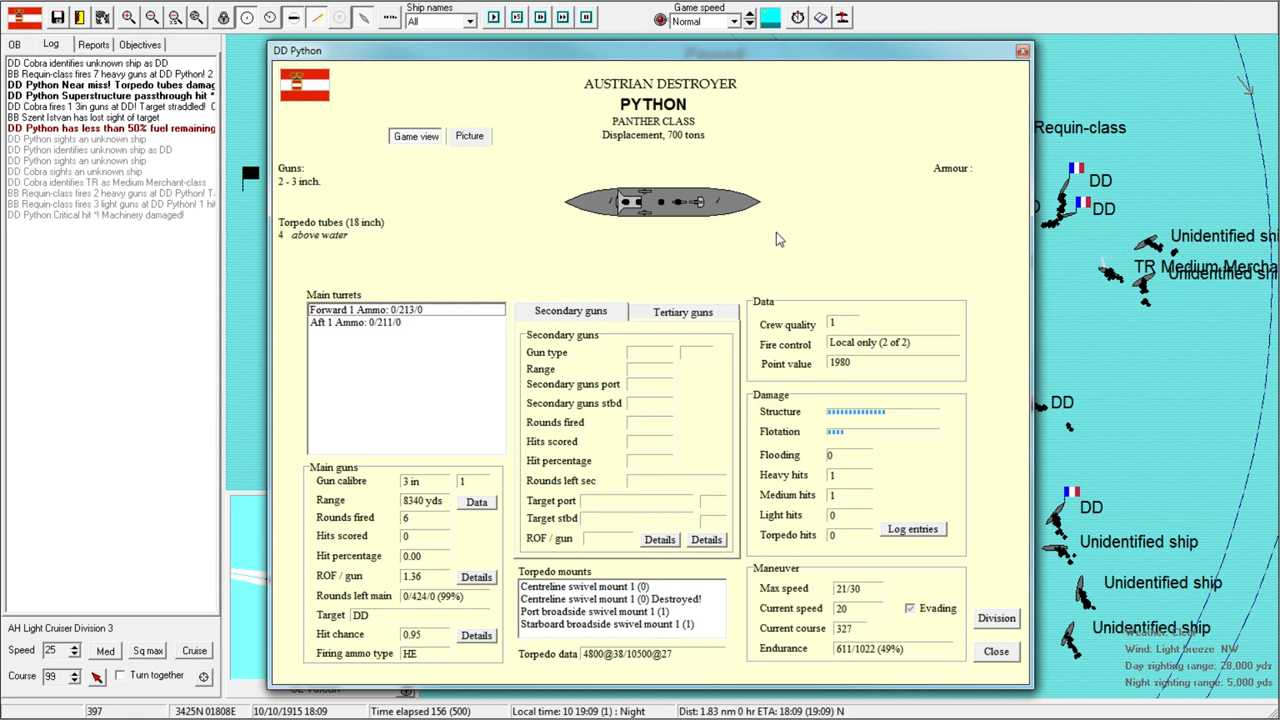 Ship names
All
Game speed
Normal
OB
Log
Reports
Objectives
DD Cobra identifies unknown ship as DD
BB Requin-class fires 7 heavy guns at DD Python! 2
DD Python Near miss! Torpedo tubes damag
DD Python Superstructure passthrough hit *
DD Cobra fires 1 3in guns at DD! Target straddled!
BB Szent Istvan has lost sight of target
DD Python has less than 50% fuel remaining
DD Python sights an unknown ship
DD Python identifies unknown ship as DD
DD Python sights an unknown ship
DD Cobra sights an unknown ship
DD Cobra identifies TR as Medium Merchant-class
BB Requin-class fires 2 heavy guns at DD Python!
BB Requin-class fires 3 light guns at DD Python! 1 hit
DD Python Critical hit *! Machinery damaged!
AH Light Cruiser Division 3
Speed 25 Med Sq max Cruise
Course 99 Turn together
DD Python
AUSTRIAN DESTROYER
PYTHON
PANTHER CLASS
Displacement, 700 tons
Game view Picture
Guns:
2 - 3 inch.
Armour :
Torpedo tubes (18 inch)
4 above water
Main turrets
Forward 1 Ammo: 0/213/0
Aft 1 Ammo: 0/211/0
Main guns
Gun calibre 3 in 1
Range 8340 yds Data
Rounds fired 6
Hits scored 0
Hit percentage 0.00
ROF / gun 1.36 Details
Rounds left main 0/424/0 (99%)
Target DD
Hit chance 0.95 Details
Firing ammo type HE
Secondary guns Tertiary guns
Secondary guns
Gun type
Range
Secondary guns port
Secondary guns stbd
Rounds fired
Hits scored
Hit percentage
Rounds left sec
Target port
Target stbd
ROF / gun Details Details
Torpedo mounts
Centreline swivel mount 1 (0)
Centreline swivel mount 1 (0) Destroyed!
Port broadside swivel mount 1 (1)
Starboard broadside swivel mount 1 (1)
Torpedo data 4800@38/10500@27
Data
Crew quality 1
Fire control Local only (2 of 2)
Point value 1980
Damage
Structure
Flotation
Flooding 0
Heavy hits 1
Medium hits 1
Light hits 0
Torpedo hits 0
Log entries
Maneuver
Max speed 21/30
Current speed 20 Evading
Current course 327
Endurance 611/1022 (49%)
Division
Close
Paused
Requin-class
DD
DD
Unidentified shi
TR Medium Mercha
Unidentified shi
DD
DD
Unidentified ship
Unidentified ship
Unidentified ship
Wind: Light breeze NW
Day sighting range: 28,000 yds
Night sighting range: 5,000 yds
397
3425N 01808E
10/10/1915 18:09
Time elapsed 156 (500)
Local time: 10 19:09 (1) : Night
Dist: 1.83 nm 0 hr ETA: 18:09 (19:09) N